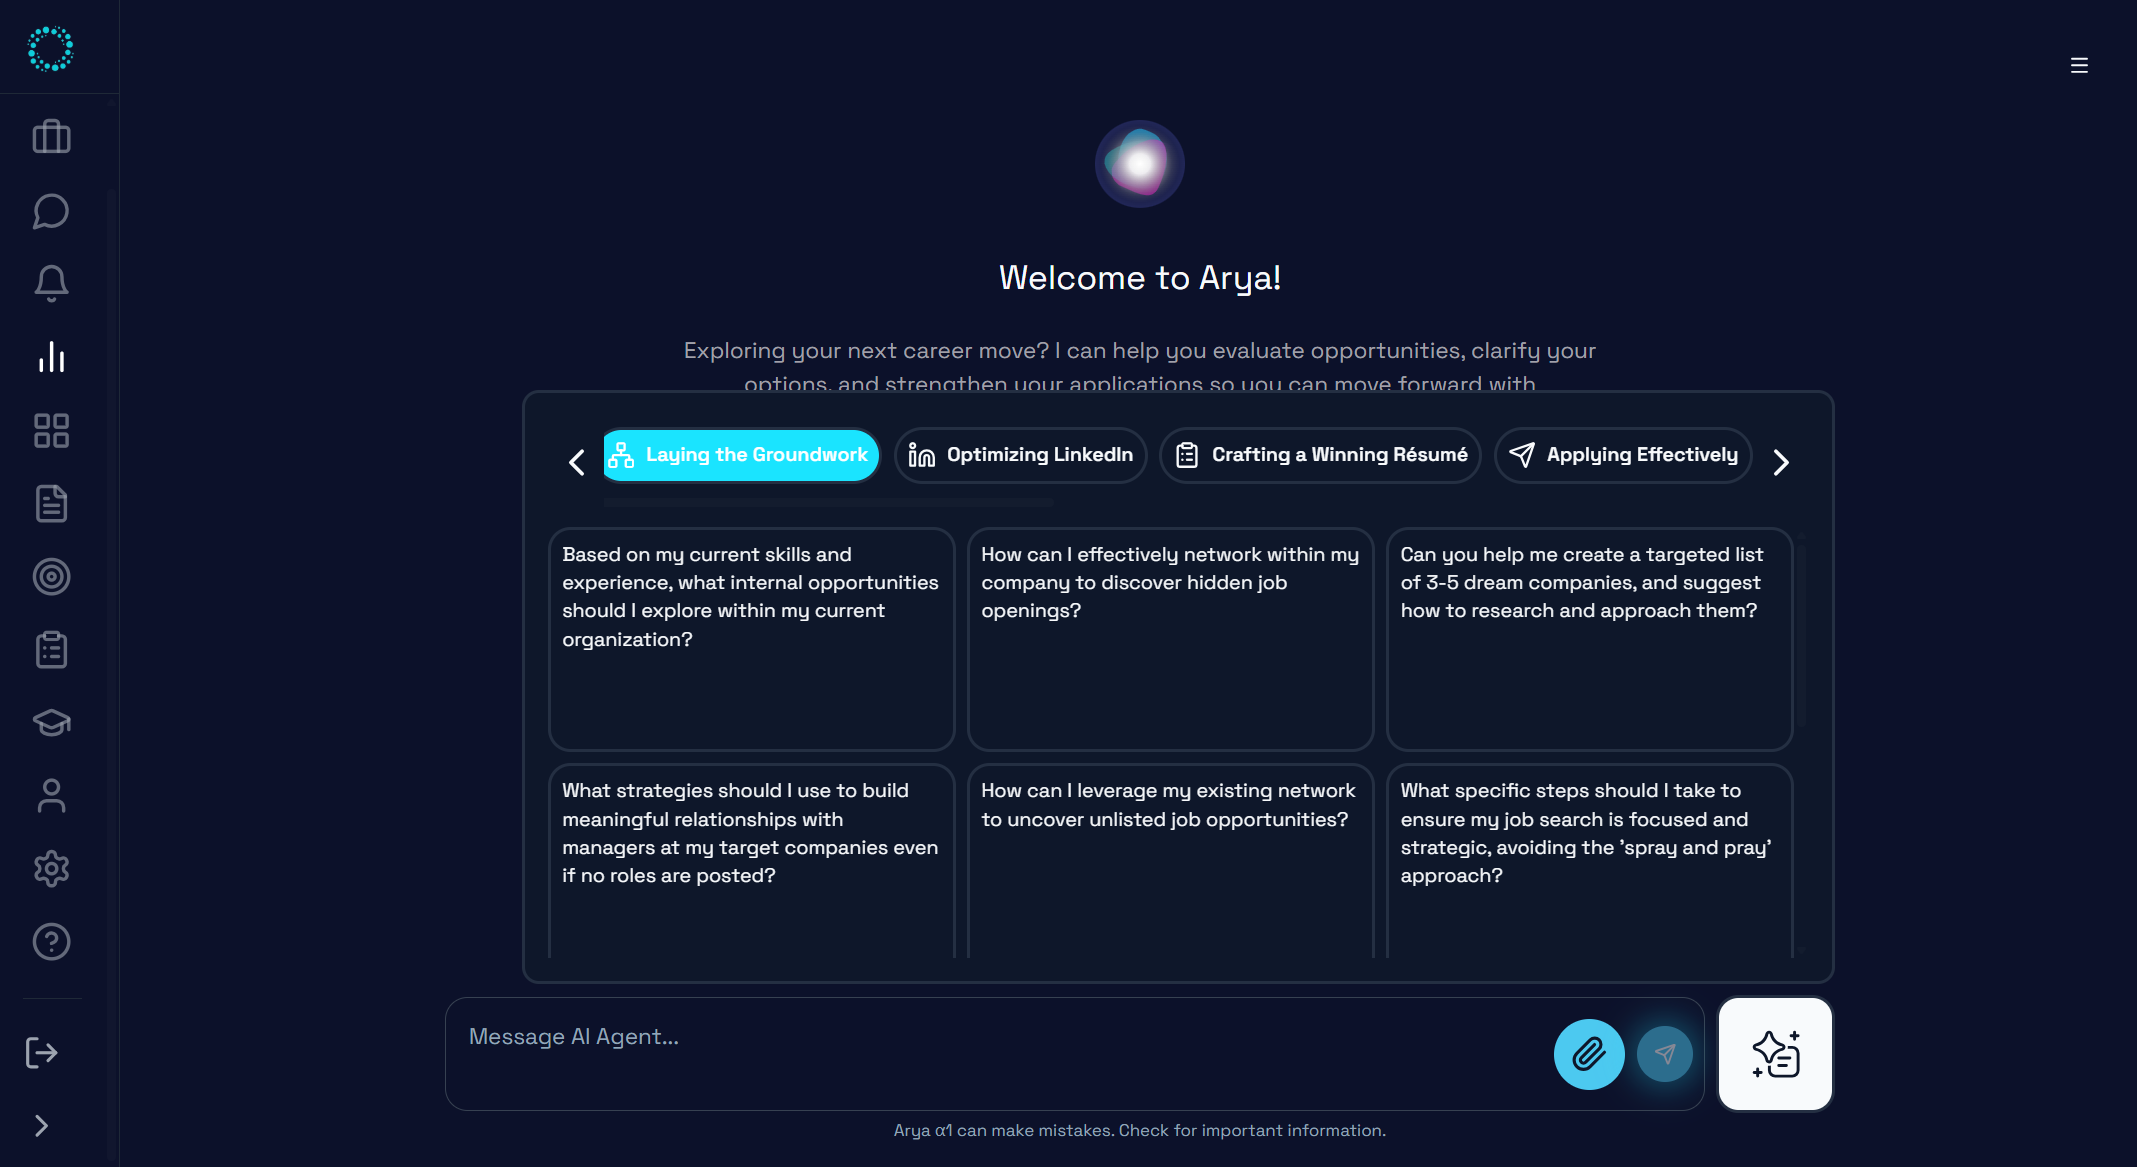 Welcome to Arya!
Exploring your next career move? I can help you evaluate opportunities, clarify your
options, and strengthen your applications so you can move forward with
Laying the Groundwork
Optimizing LinkedIn
Crafting a Winning Résumé
Applying Effectively
Based on my current skills and
experience, what internal opportunities
should I explore within my current
organization?
How can I effectively network within my
company to discover hidden job
openings?
Can you help me create a targeted list
of 3-5 dream companies, and suggest
how to research and approach them?
What strategies should I use to build
meaningful relationships with
managers at my target companies even
if no roles are posted?
How can I leverage my existing network
to uncover unlisted job opportunities?
What specific steps should I take to
ensure my job search is focused and
strategic, avoiding the 'spray and pray'
approach?
Message AI Agent...
Arya α1 can make mistakes. Check for important information.